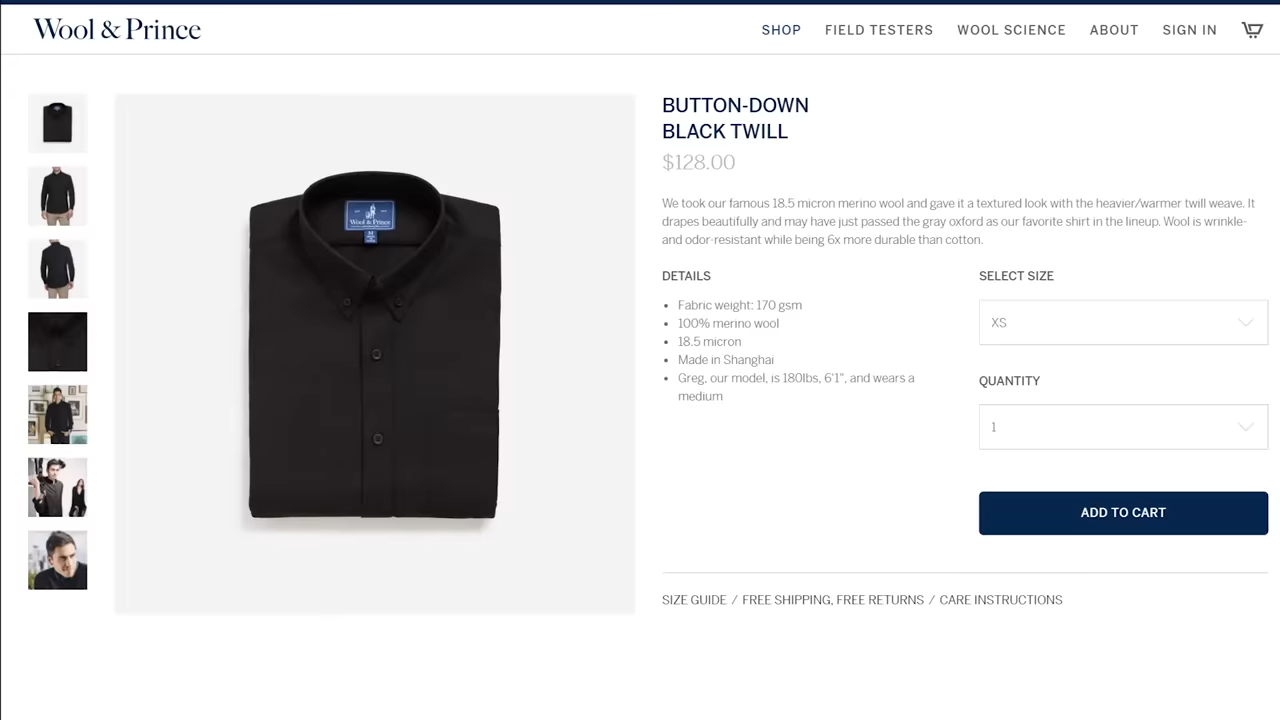 Wool & Prince
SHOP
FIELD TESTERS
WOOL SCIENCE
ABOUT
SIGN IN
Wool & Prince
M
BUTTON-DOWN
BLACK TWILL
$128.00
We took our famous 18.5 micron merino wool and gave it a textured look with the heavier/warmer twill weave. It
drapes beautifully and may have just passed the gray oxford as our favorite shirt in the lineup. Wool is wrinkle-
and odor-resistant while being 6x more durable than cotton.
DETAILS
Fabric weight: 170 gsm
100% merino wool
18.5 micron
Made in Shanghai
Greg, our model, is 180lbs, 6'1", and wears a
medium
SELECT SIZE
XS
QUANTITY
1
ADD TO CART
SIZE GUIDE / FREE SHIPPING, FREE RETURNS / CARE INSTRUCTIONS